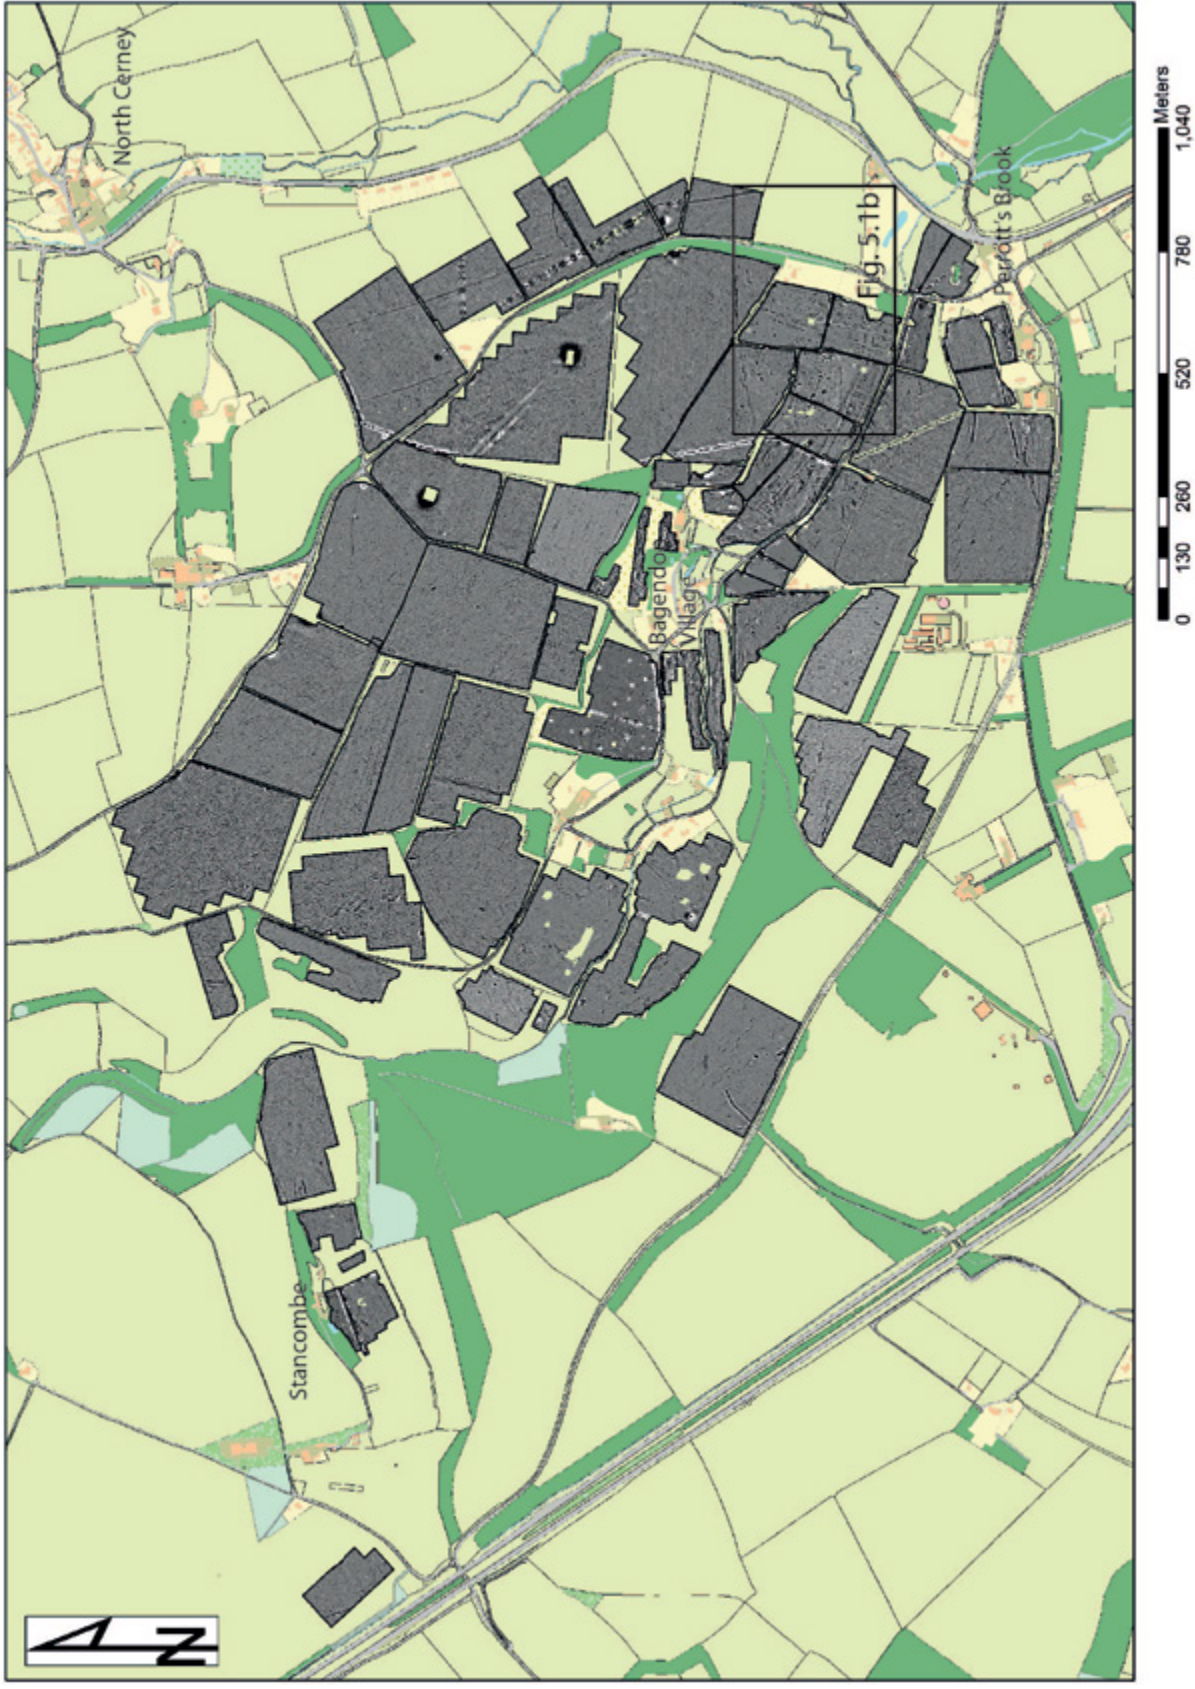 North Cerney
Stancombe
Bagendon
Village
Fig. 5.1b
Perrott's Brook
N
0 130 260 520 780 1,040
Meters